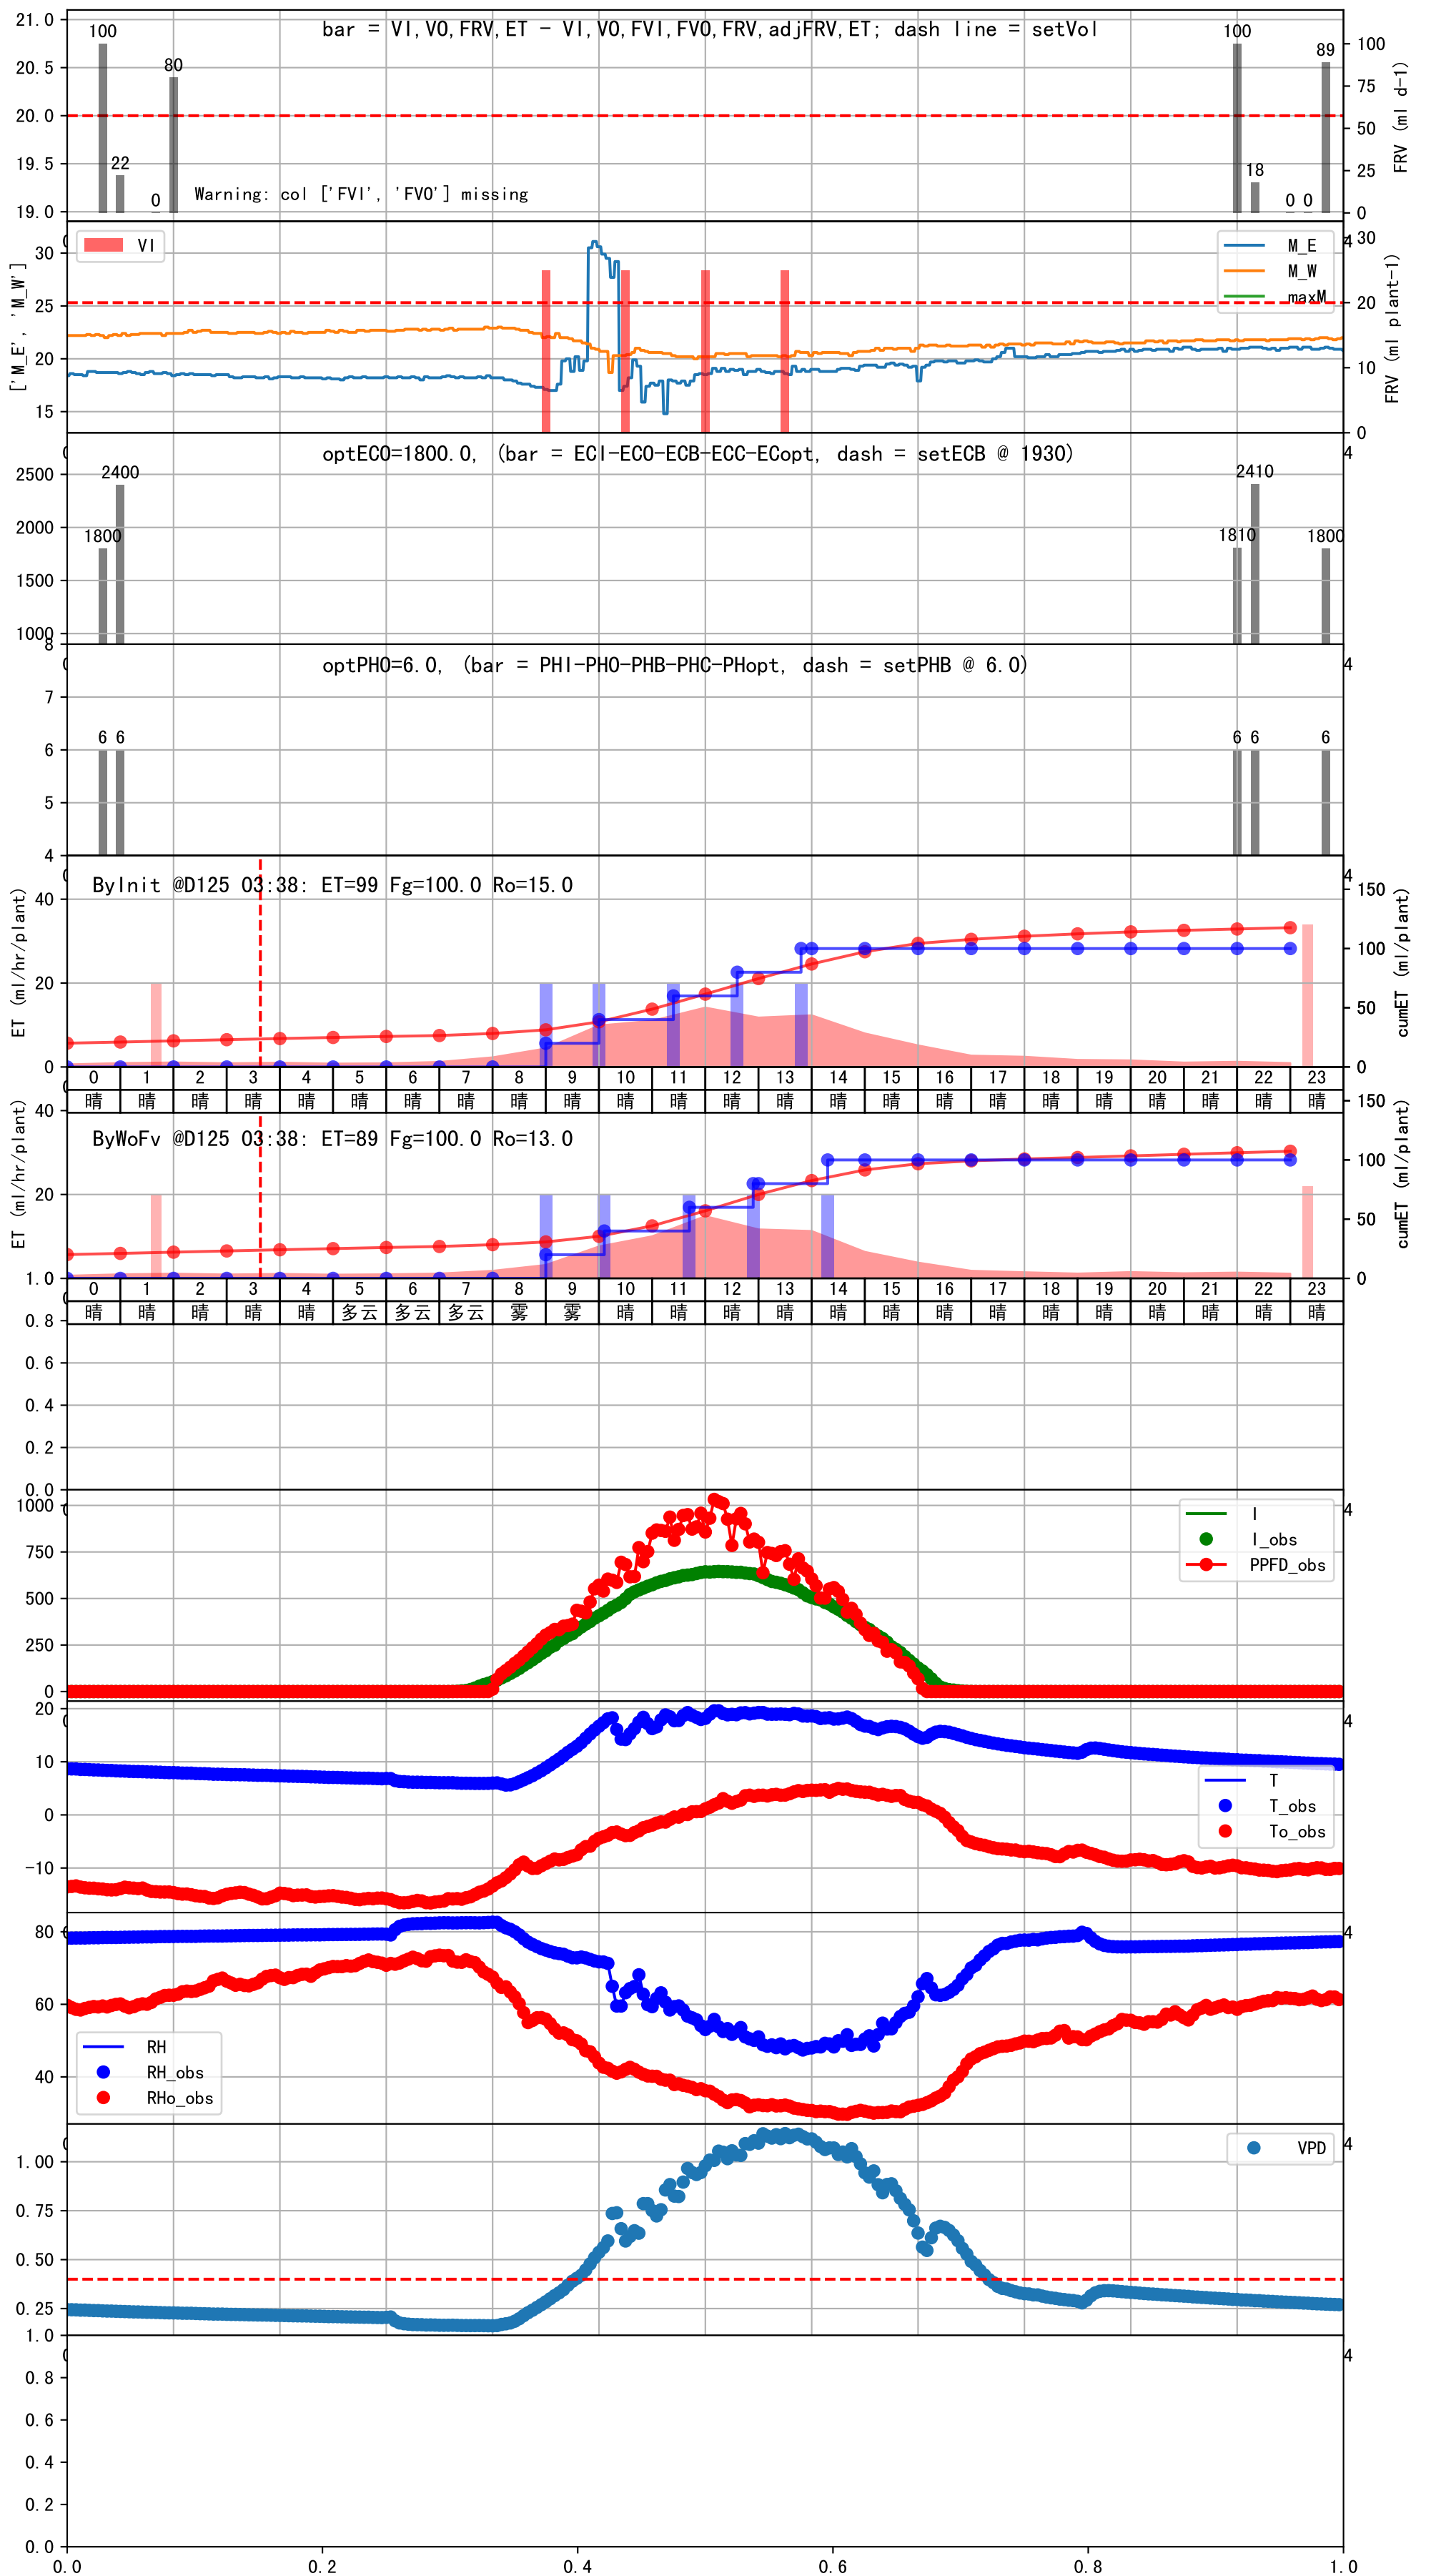 bar = VI,VO,FRV,ET - VI,VO,FVI,FVO,FRV,adjFRV,ET; dash line = setVol
21.0
20.5
20.0
19.5
19.0
100
22
0
80
100
18
0
0
89
Warning: col ['FVI', 'FVO'] missing
100
75
50
25
0
FRV (ml d-1)
['M_E', 'M_W']
30
25
20
15
VI
M_E
M_W
maxM
4
30
20
10
0
FRV (ml plant-1)
optECO=1800.0, (bar = ECI-ECO-ECB-ECC-ECopt, dash = setECB @ 1930)
2500
2000
1500
1000
1800
2400
1810
2410
1800
4
optPHO=6.0, (bar = PHI-PHO-PHB-PHC-PHopt, dash = setPHB @ 6.0)
8
7
6
5
4
6 6
6 6
6
4
ByInit @D125 03:38: ET=99 Fg=100.0 Ro=15.0
ET (ml/hr/plant)
40
20
0
4
150
100
50
0
cumET (ml/plant)
0 1 2 3 4 5 6 7 8 9 10 11 12 13 14 15 16 17 18 19 20 21 22 23
晴 晴 晴 晴 晴 晴 晴 晴 晴 晴 晴 晴 晴 晴 晴 晴 晴 晴 晴 晴 晴 晴 晴 晴
ByWoFv @D125 03:38: ET=89 Fg=100.0 Ro=13.0
ET (ml/hr/plant)
40
20
150
100
50
0
cumET (ml/plant)
0 1 2 3 4 5 6 7 8 9 10 11 12 13 14 15 16 17 18 19 20 21 22 23
晴 晴 晴 晴 晴 多云 多云 多云 雾 雾 晴 晴 晴 晴 晴 晴 晴 晴 晴 晴 晴 晴 晴 晴
1.0
0.8
0.6
0.4
0.2
0.0
1000
750
500
250
0
I
I_obs
PPFD_obs
4
20
10
0
-10
T
T_obs
To_obs
4
80
60
40
RH
RH_obs
RHo_obs
4
1.00
0.75
0.50
0.25
VPD
4
1.0
0.8
0.6
0.4
0.2
0.0
4
0.0 0.2 0.4 0.6 0.8 1.0